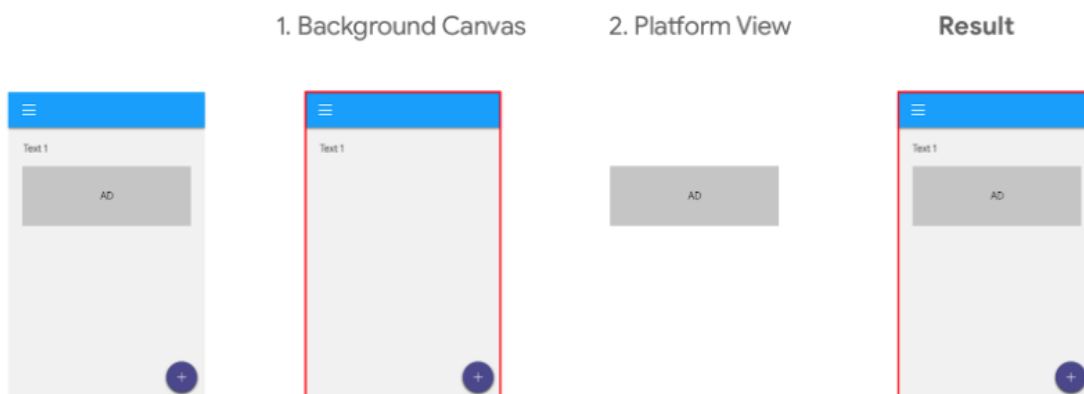 1. Background Canvas
2. Platform View
Result
Text 1
AD
Text 1
AD
Text 1
AD